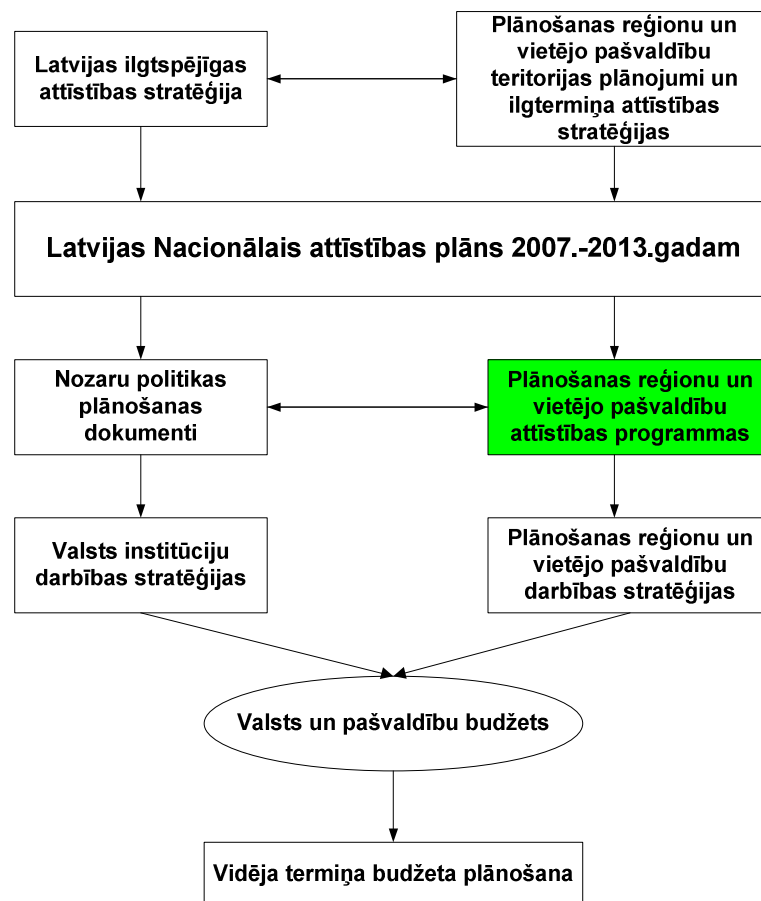 Latvijas ilgtspējīgas
attīstības stratēģija
Plānošanas reģionu un
vietējo pašvaldību
teritorijas plānojumi un
ilgtermiņa attīstības
stratēģijas
Latvijas Nacionālais attīstības plāns 2007.-2013.gadam
Nozaru politikas
plānošanas
dokumenti
Plānošanas reģionu un
vietējo pašvaldību
attīstības programmas
Valsts institūciju
darbības stratēģijas
Plānošanas reģionu un
vietējo pašvaldību
darbības stratēģijas
Valsts un pašvaldību budžets
Vidēja termiņa budžeta plānošana